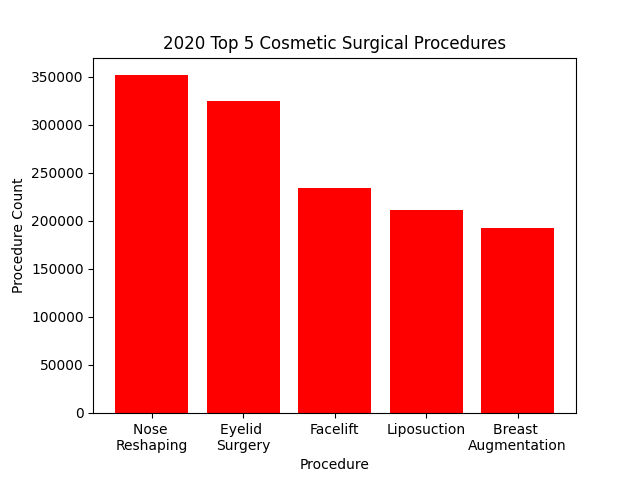 2020 Top 5 Cosmetic Surgical Procedures
Procedure Count
350000
300000
250000
200000
150000
100000
50000
0
Nose
Reshaping
Eyelid
Surgery
Facelift
Liposuction
Breast
Augmentation
Procedure